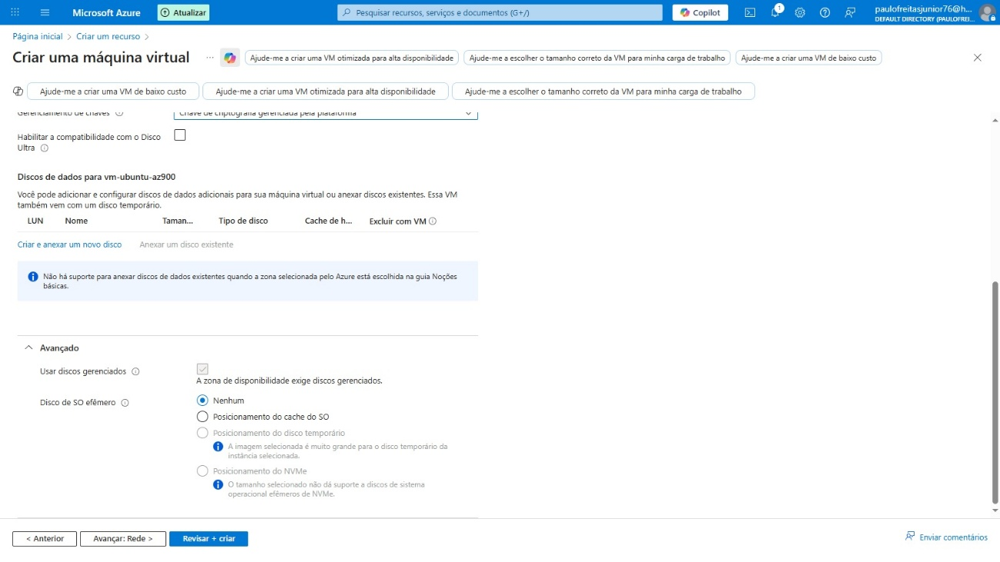 Microsoft Azure
Atualizar
Pesquisar recursos, serviços e documentos (G+/)
Copilot
1
paulofreitasjunior76@h...
DEFAULT DIRECTORY (PAULOFREI...
Página inicial > Criar um recurso >
Criar uma máquina virtual
...
Ajude-me a criar uma VM otimizada para alta disponibilidade
Ajude-me a escolher o tamanho correto da VM para minha carga de trabalho
Ajude-me a criar uma VM de baixo custo
Ajude-me a criar uma VM de baixo custo
Ajude-me a criar uma VM otimizada para alta disponibilidade
Ajude-me a escolher o tamanho correto da VM para minha carga de trabalho
Gerenciamento de chaves
Chave de criptografia gerenciada pela plataforma
Habilitar a compatibilidade com o Disco
Ultra
Discos de dados para vm-ubuntu-az900
Você pode adicionar e configurar discos de dados adicionais para sua máquina virtual ou anexar discos existentes. Essa VM
também vem com um disco temporário.
LUN Nome Taman... Tipo de disco Cache de h... Excluir com VM
Criar e anexar um novo disco Anexar um disco existente
Não há suporte para anexar discos de dados existentes quando a zona selecionada pelo Azure está escolhida na guia Noções
básicas.
Avançado
Usar discos gerenciados
A zona de disponibilidade exige discos gerenciados.
Disco de SO efêmero
Nenhum
Posicionamento do cache do SO
Posicionamento do disco temporário
A imagem selecionada é muito grande para o disco temporário da
instância selecionada.
Posicionamento do NVMe
O tamanho selecionado não dá suporte a discos de sistema
operacional efêmeros de NVMe.
< Anterior
Avançar: Rede >
Revisar + criar
Enviar comentários